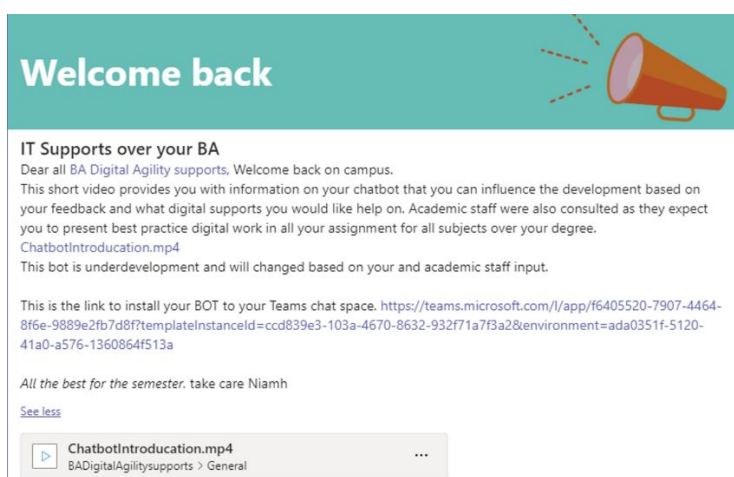 Welcome back
IT Supports over your BA
Dear all BA Digital Agility supports, Welcome back on campus.
This short video provides you with information on your chatbot that you can influence the development based on
your feedback and what digital supports you would like help on. Academic staff were also consulted as they expect
you to present best practice digital work in all your assignment for all subjects over your degree.
ChatbotIntroducation.mp4
This bot is underdevelopment and will changed based on your and academic staff input.
This is the link to install your BOT to your Teams chat space. https://teams.microsoft.com/l/app/f6405520-7907-4464-
8f6e-9889e2fb7d8f?templateInstanceId=ccd839e3-103a-4670-8632-932f71a7f3a2&environment=ada0351f-5120-
41a0-a576-1360864f513a
All the best for the semester. take care Niamh
See less
ChatbotIntroducation.mp4
BADigitalAgilitysupports > General